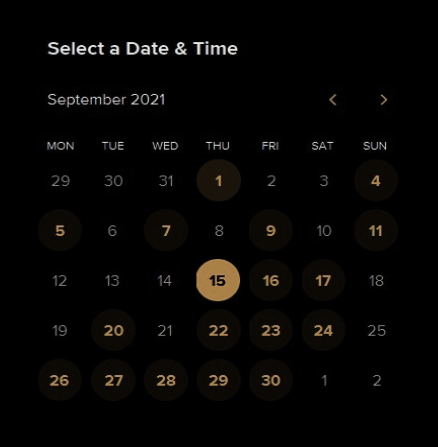 Select a Date & Time
September 2021
MON TUE WED THU FRI SAT SUN
29 30 31 1 2 3 4
5 6 7 8 9 10 11
12 13 14 15 16 17 18
19 20 21 22 23 24 25
26 27 28 29 30 1 2